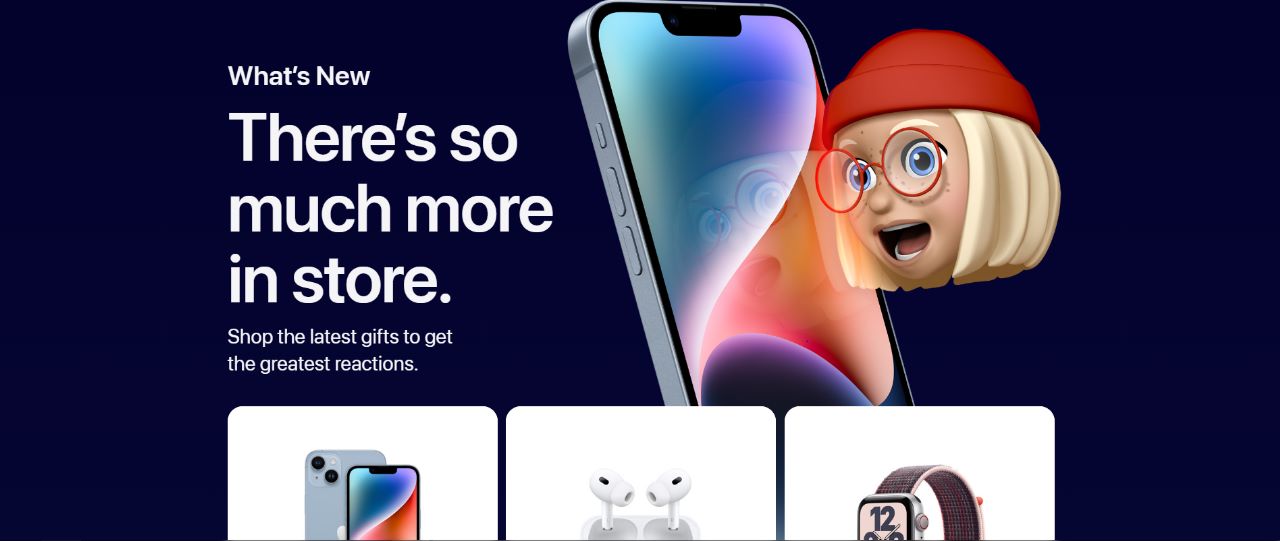 What’s New
There’s so
much more
in store.
Shop the latest gifts to get
the greatest reactions.
12